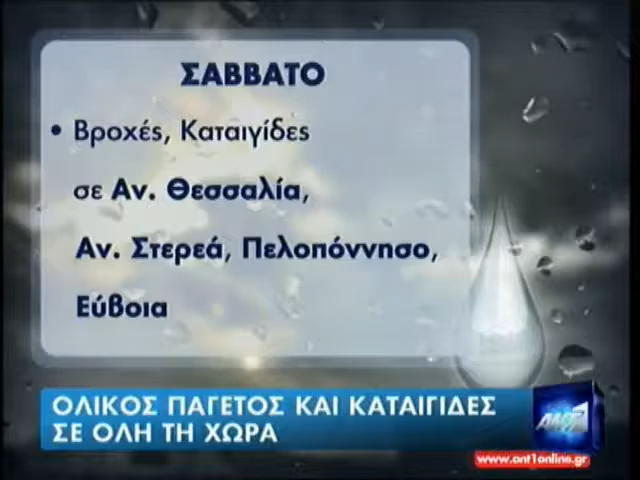 ΣΑΒΒΑΤΟ
• Βροχές, Καταιγίδες
σε Αν. Θεσσαλία,
Αν. Στερεά, Πελοπόννησο,
Εύβοια
ΟΛΙΚΟΣ ΠΑΓΕΤΟΣ ΚΑΙ ΚΑΤΑΙΓΙΔΕΣ
ΣΕ ΟΛΗ ΤΗ ΧΩΡΑ
ΑΝΤ1
www.ant1online.gr